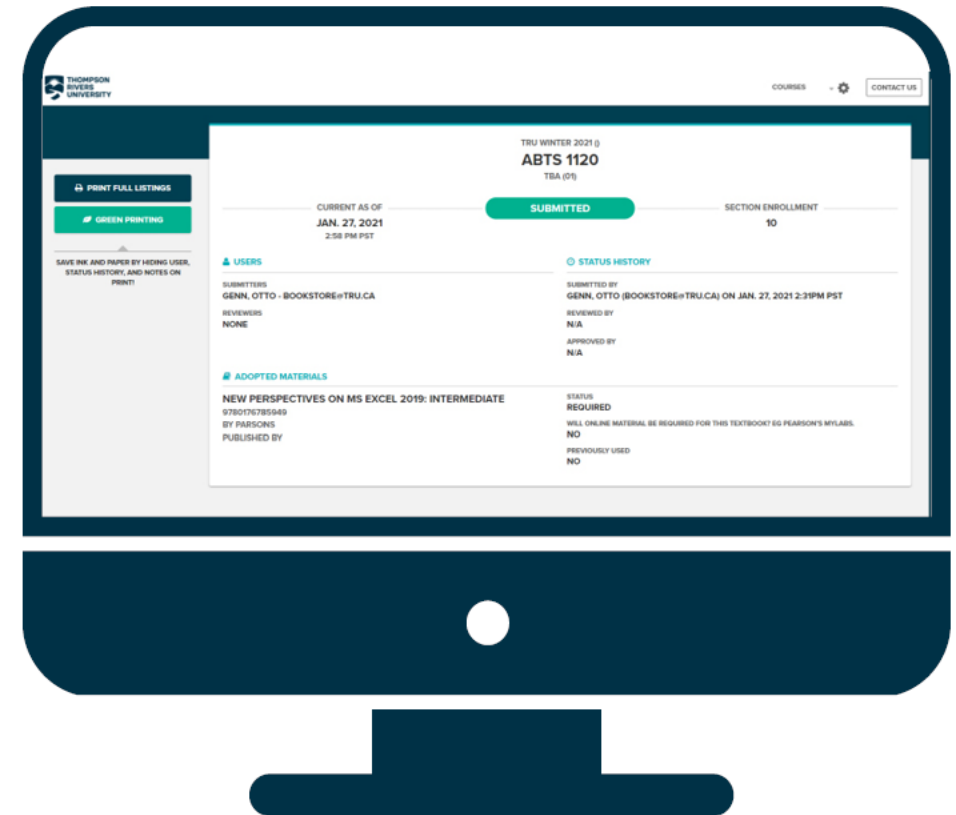 THOMPSON
RIVERS
UNIVERSITY
COURSES
CONTACT US
TRU WINTER 2021 ()
ABTS 1120
TBA (01)
PRINT FULL LISTINGS
GREEN PRINTING
SAVE INK AND PAPER BY HIDING USER,
STATUS HISTORY, AND NOTES ON
PRINT!
CURRENT AS OF
JAN. 27, 2021
2:58 PM PST
SUBMITTED
SECTION ENROLLMENT
10
USERS
SUBMITTERS
GENN, OTTO - BOOKSTORE@TRU.CA
REVIEWERS
NONE
STATUS HISTORY
SUBMITTED BY
GENN, OTTO (BOOKSTORE@TRU.CA) ON JAN. 27, 2021 2:31PM PST
REVIEWED BY
N/A
APPROVED BY
N/A
ADOPTED MATERIALS
NEW PERSPECTIVES ON MS EXCEL 2019: INTERMEDIATE
9780176785949
BY PARSONS
PUBLISHED BY
STATUS
REQUIRED
WILL ONLINE MATERIAL BE REQUIRED FOR THIS TEXTBOOK? EG PEARSON'S MYLABS.
NO
PREVIOUSLY USED
NO